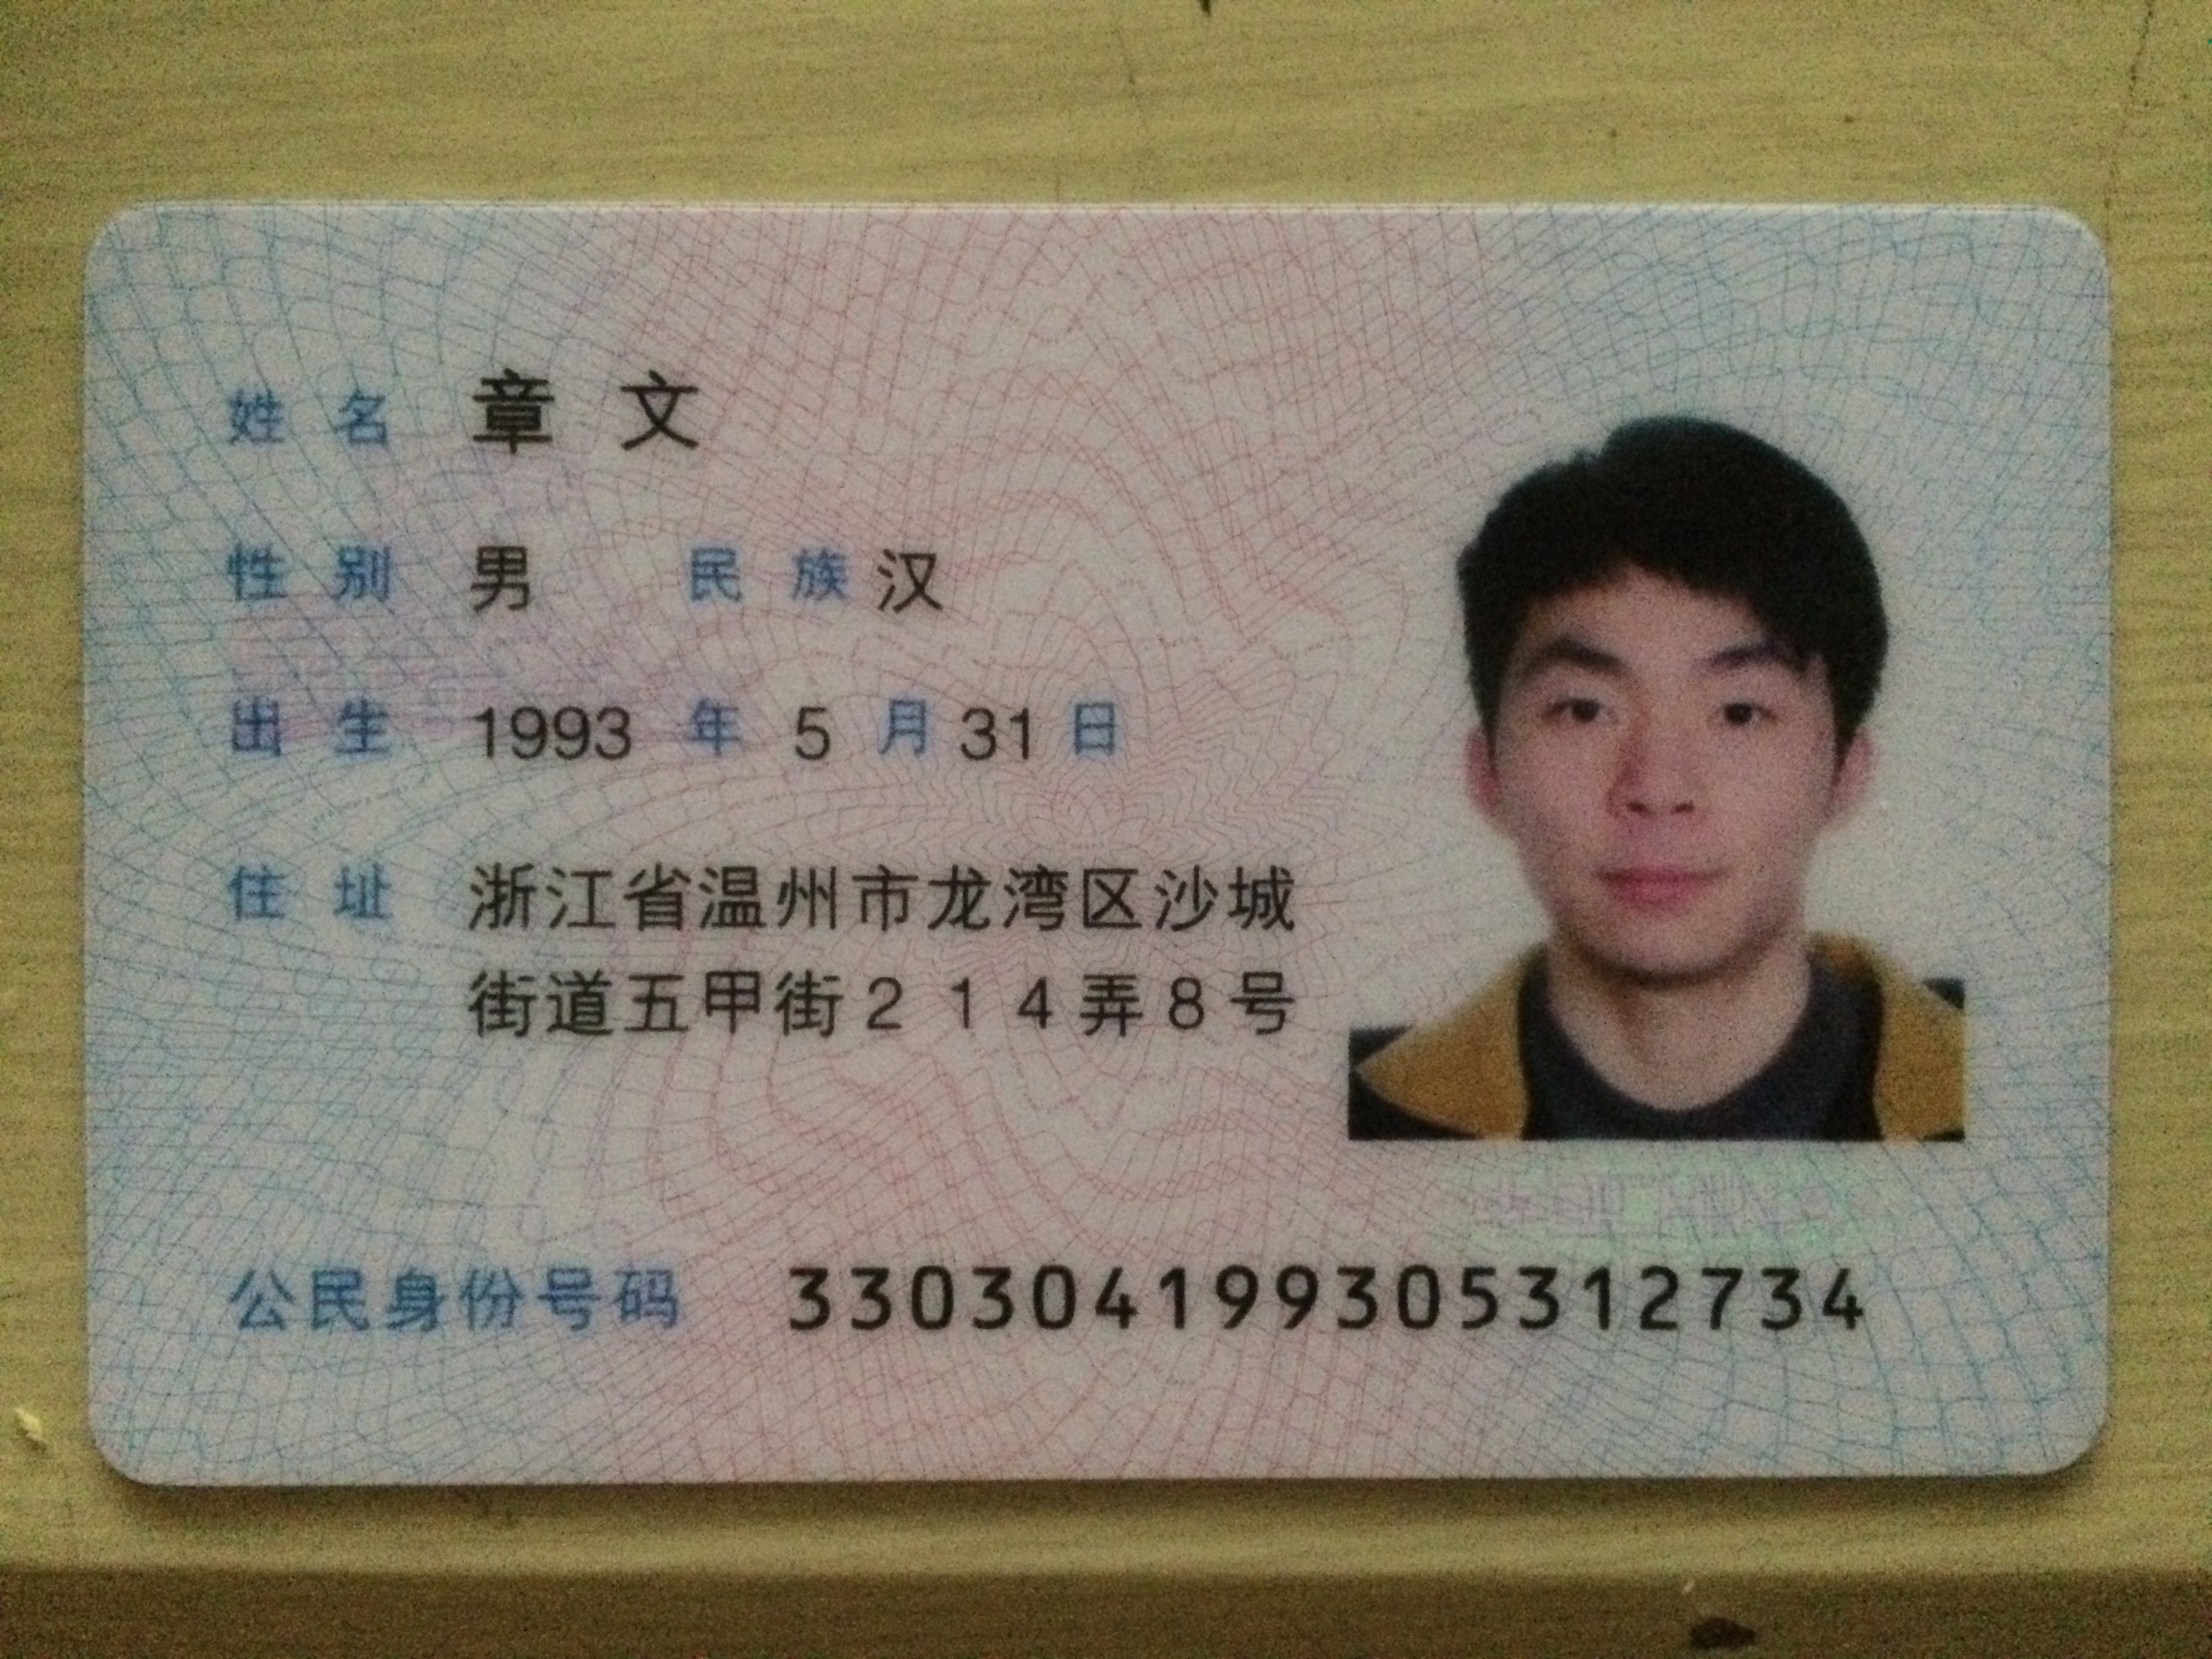 姓名 章文
性别 男 民族 汉
出生 1993 年 5 月 31 日
住址 浙江省温州市龙湾区沙城
街道五甲街214弄8号
公民身份号码 330304199305312734